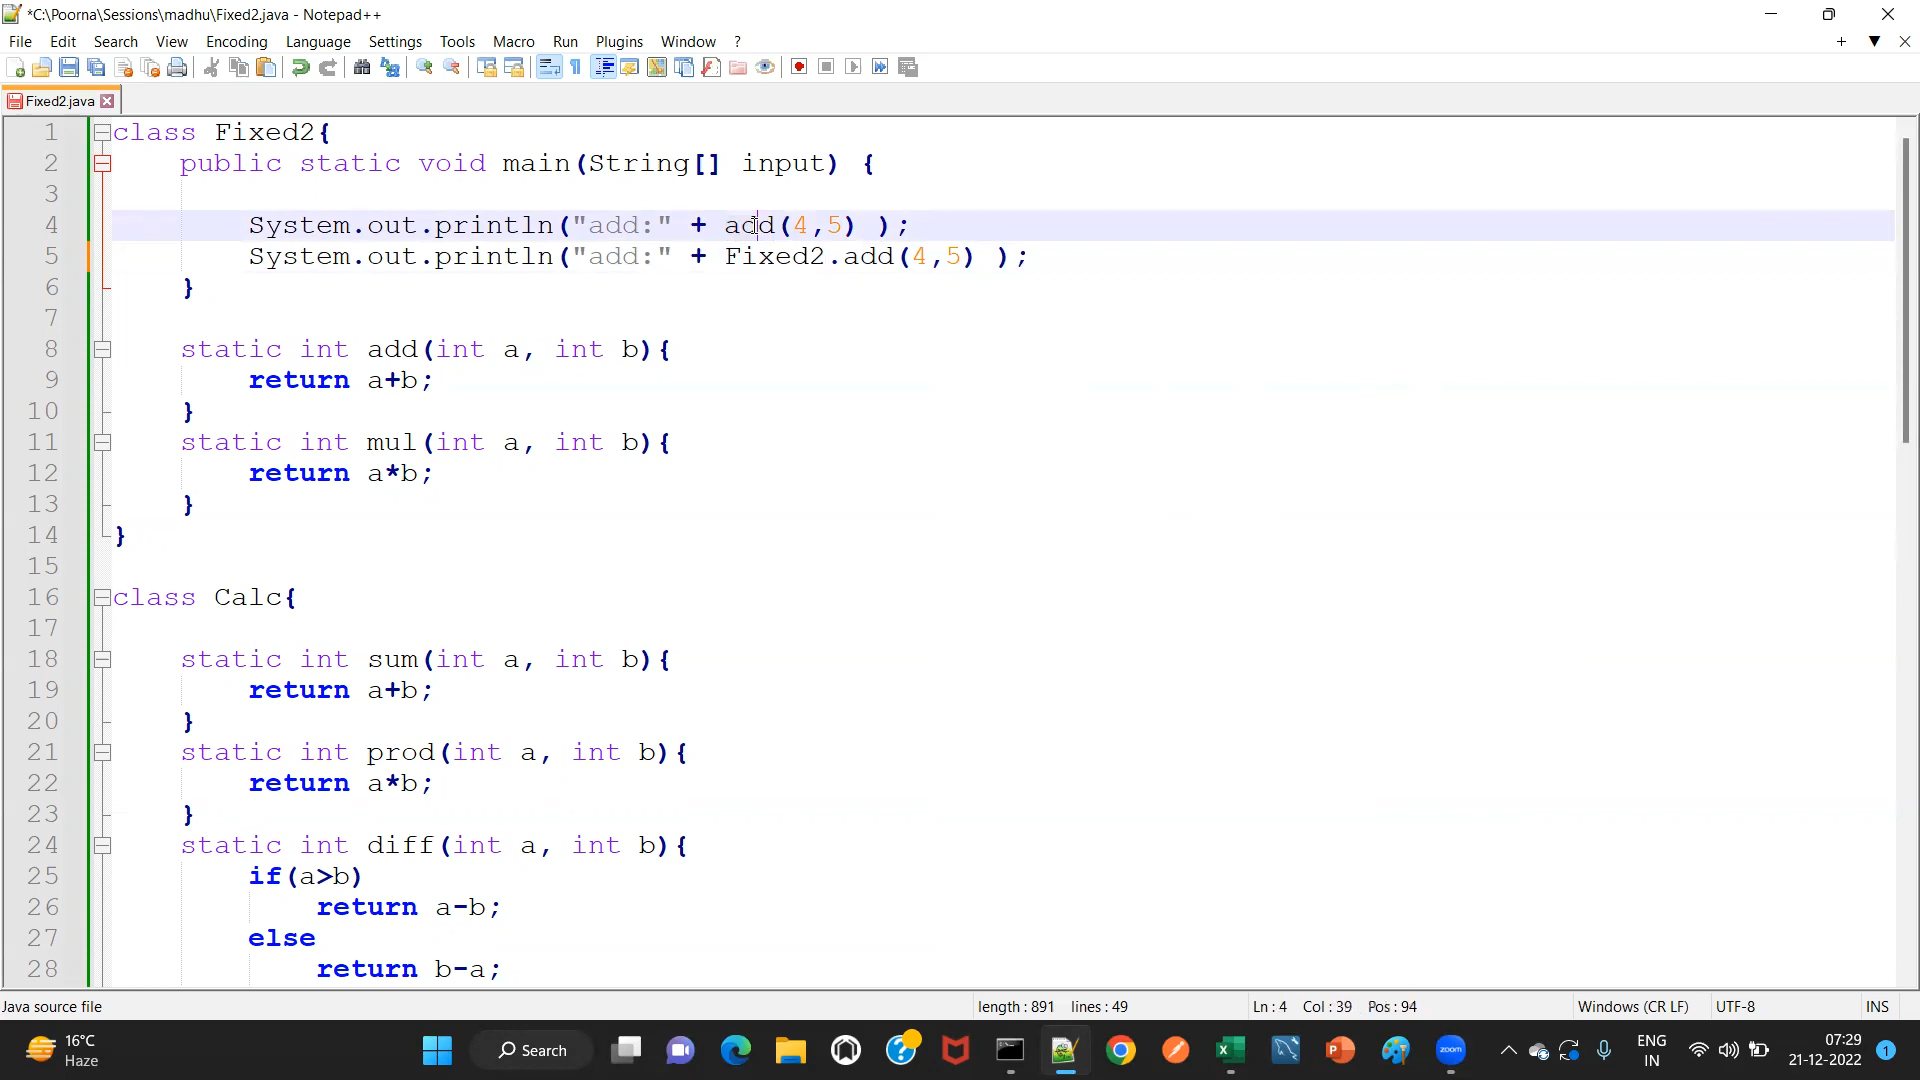 *C:\Poorna\Sessions\madhu\Fixed2.java - Notepad++
File Edit Search View Encoding Language Settings Tools Macro Run Plugins Window ?
Fixed2.java
1 class Fixed2{
2 public static void main(String[] input) {
3
4 System.out.println("add:" + add(4,5) );
5 System.out.println("add:" + Fixed2.add(4,5) );
6 }
7
8 static int add(int a, int b){
9 return a+b;
10 }
11 static int mul(int a, int b){
12 return a*b;
13 }
14 }
15
16 class Calc{
17
18 static int sum(int a, int b){
19 return a+b;
20 }
21 static int prod(int a, int b){
22 return a*b;
23 }
24 static int diff(int a, int b){
25 if(a>b)
26 return a-b;
27 else
28 return b-a;
Java source file length : 891 lines : 49 Ln : 4 Col : 39 Pos : 94 Windows (CR LF) UTF-8 INS
16°C
Haze
Search
zoom
ENG
IN
07:29
21-12-2022
1